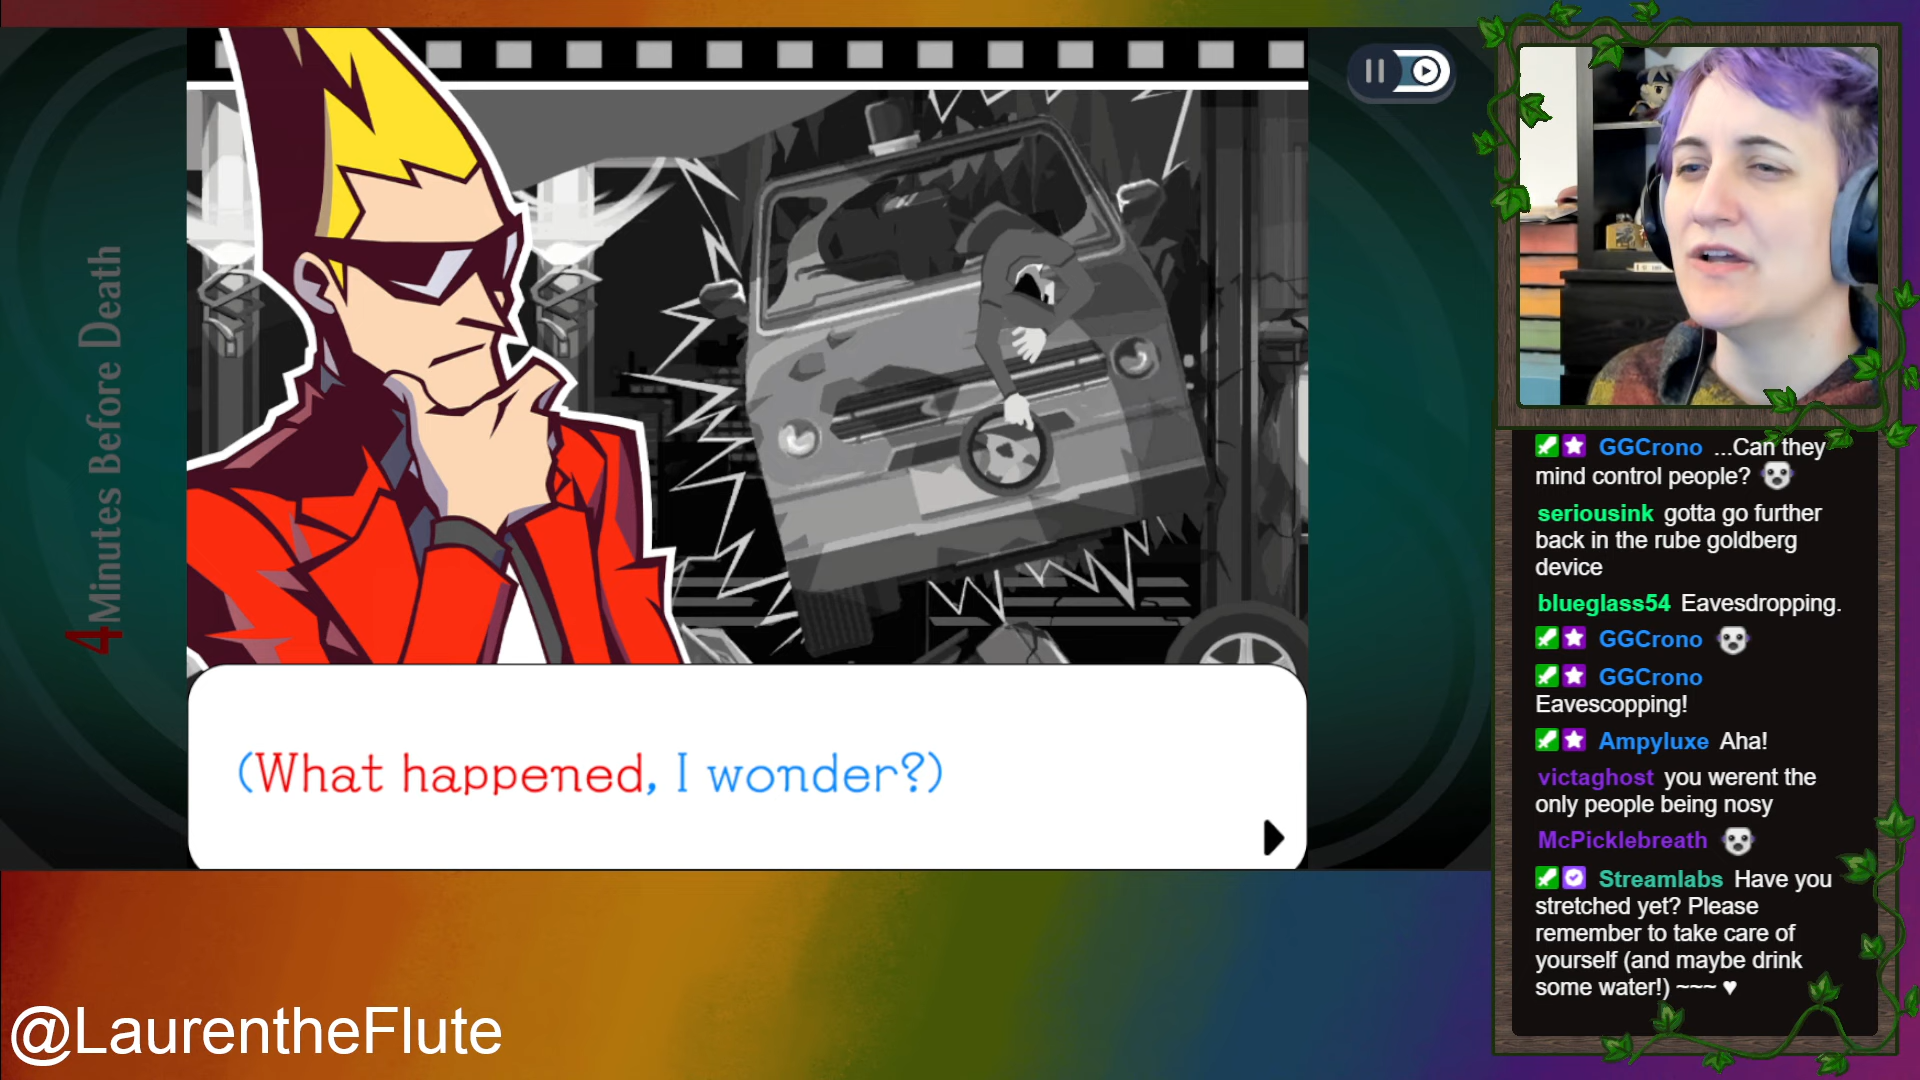 4 Minutes Before Death
(What happened, I wonder?)
@LaurentheFlute
GGCrono ...Can they
mind control people?
seriousink gotta go further
back in the rube goldberg
device
blueglass54 Eavesdropping.
GGCrono
GGCrono
Eavescopping!
Ampyluxe Aha!
victaghost you werent the
only people being nosy
McPicklebreath
Streamlabs Have you
stretched yet? Please
remember to take care of
yourself (and maybe drink
some water!) ~~~ ♥